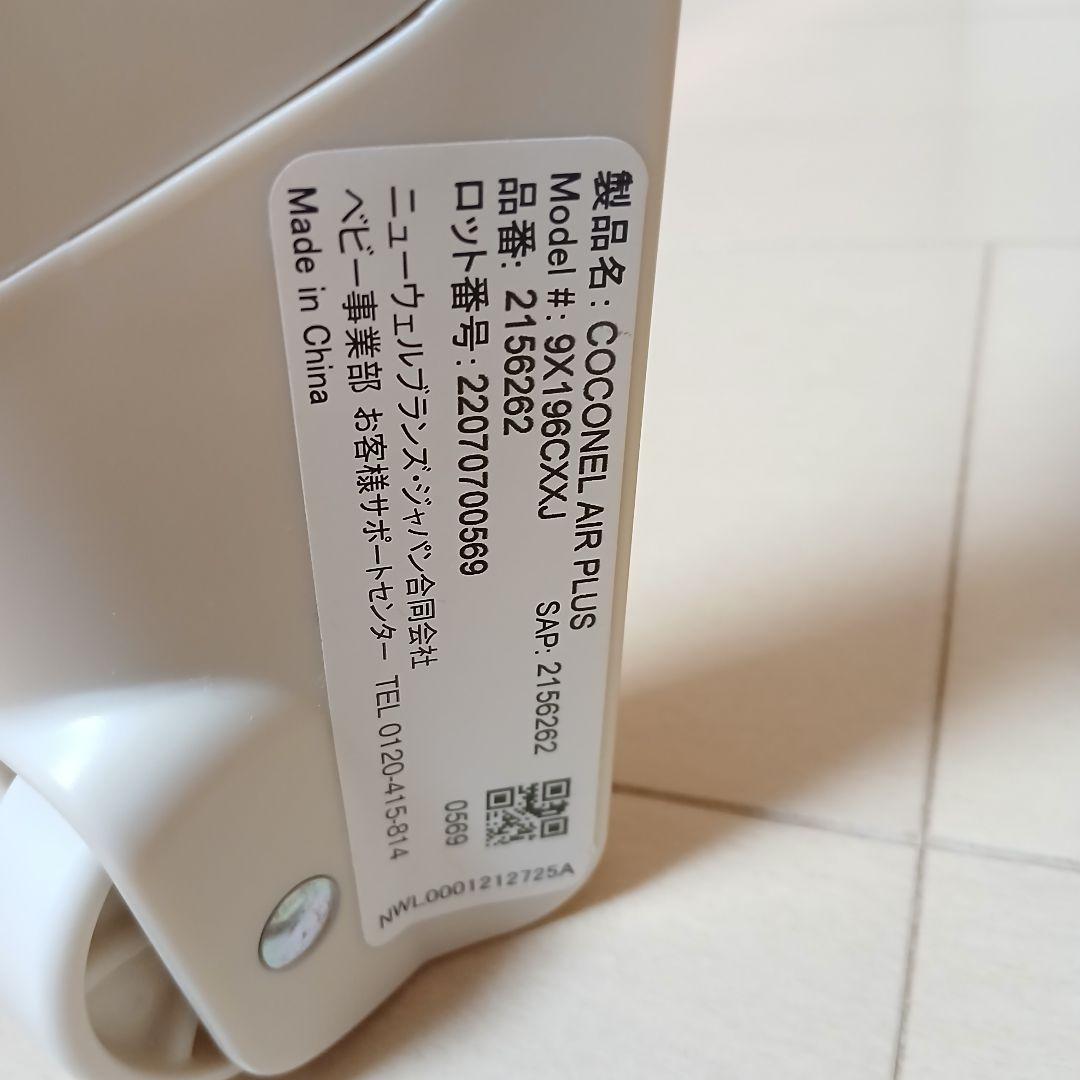 製品名: COCONEL AIR PLUS
Model #: 9X196CXXJ
品番: 2156262 SAP: 2156262
ロット番号: 2207070​0569
0569
ニューウェルブランズ・ジャパン合同会社
ベビー事業部 お客様サポートセンター TEL 0120-415-814
Made in China
NWL0001212725A